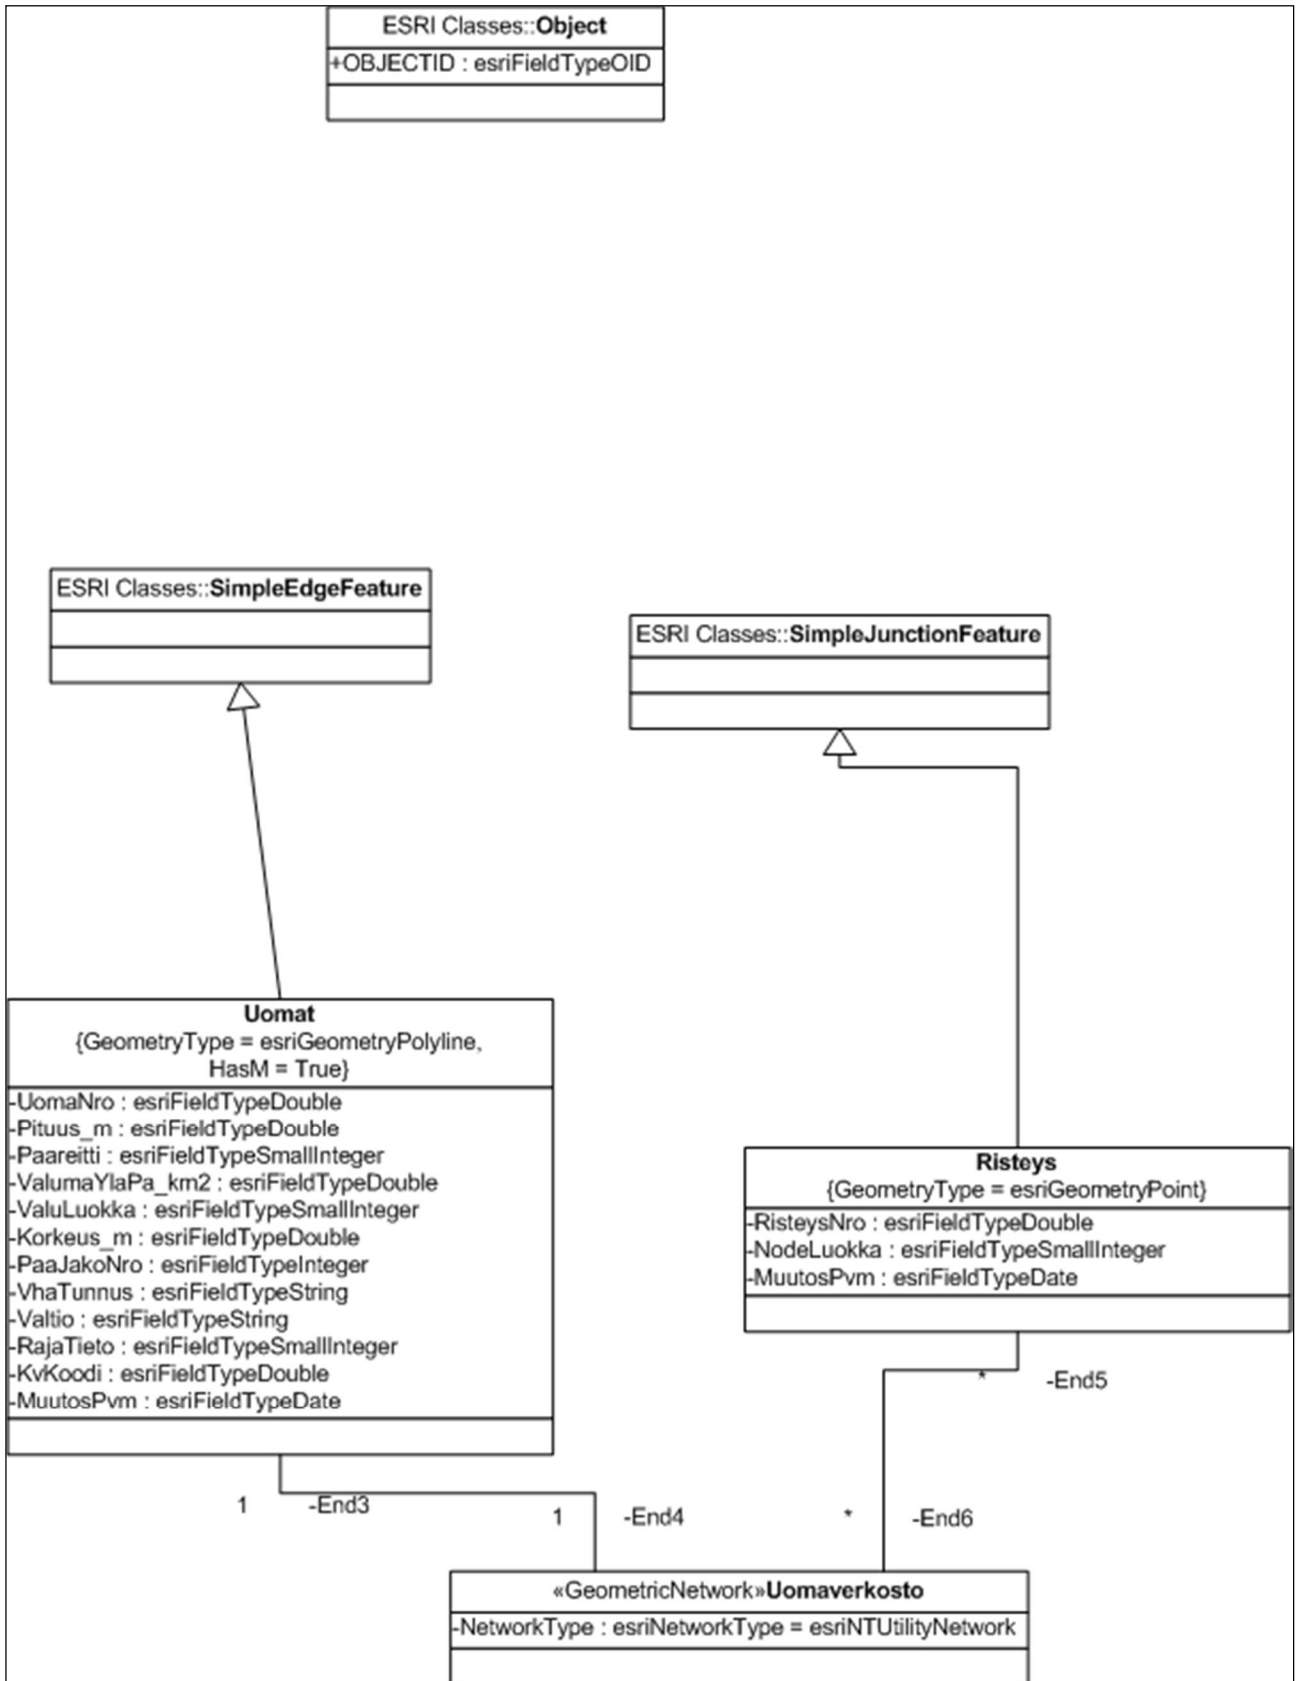 ESRI Classes::Object
+OBJECTID : esriFieldTypeOID
ESRI Classes::SimpleEdgeFeature
ESRI Classes::SimpleJunctionFeature
Uomat
{GeometryType = esriGeometryPolyline,
HasM = True}
-UomaNro : esriFieldTypeDouble
-Pituus_m : esriFieldTypeDouble
-Paareitti : esriFieldTypeSmallInteger
-ValumaYlaPa_km2 : esriFieldTypeDouble
-ValuLuokka : esriFieldTypeSmallInteger
-Korkeus_m : esriFieldTypeDouble
-PaaJakoNro : esriFieldTypeInteger
-VhaTunnus : esriFieldTypeString
-Valtio : esriFieldTypeString
-RajaTieto : esriFieldTypeSmallInteger
-KvKoodi : esriFieldTypeDouble
-MuutosPvm : esriFieldTypeDate
Risteys
{GeometryType = esriGeometryPoint}
-RisteysNro : esriFieldTypeDouble
-NodeLuokka : esriFieldTypeSmallInteger
-MuutosPvm : esriFieldTypeDate
* -End5
1 -End3
1 -End4
* -End6
«GeometricNetwork»Uomaverkosto
-NetworkType : esriNetworkType = esriNTUtilityNetwork